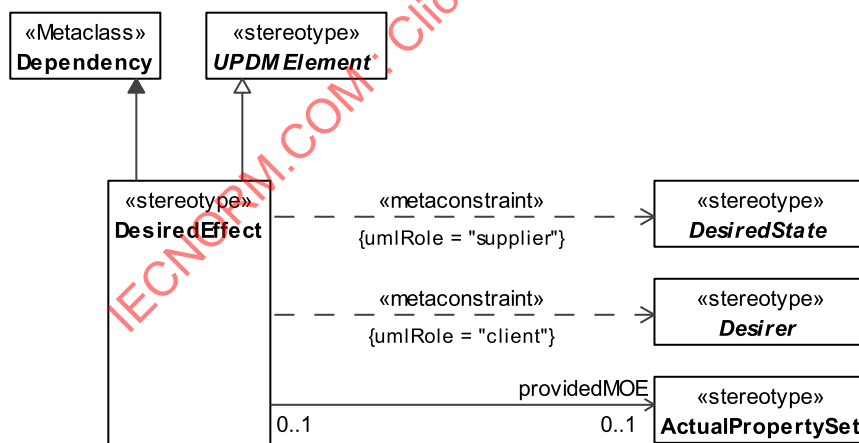 «Metaclass»
Dependency
«stereotype»
UPDMElement
«stereotype»
DesiredEffect
«metaconstraint»
{umlRole = "supplier"}
«stereotype»
DesiredState
«metaconstraint»
{umlRole = "client"}
«stereotype»
Desirer
providedMOE
0..1
0..1
«stereotype»
ActualPropertySet
IECNORM.COM : Clic